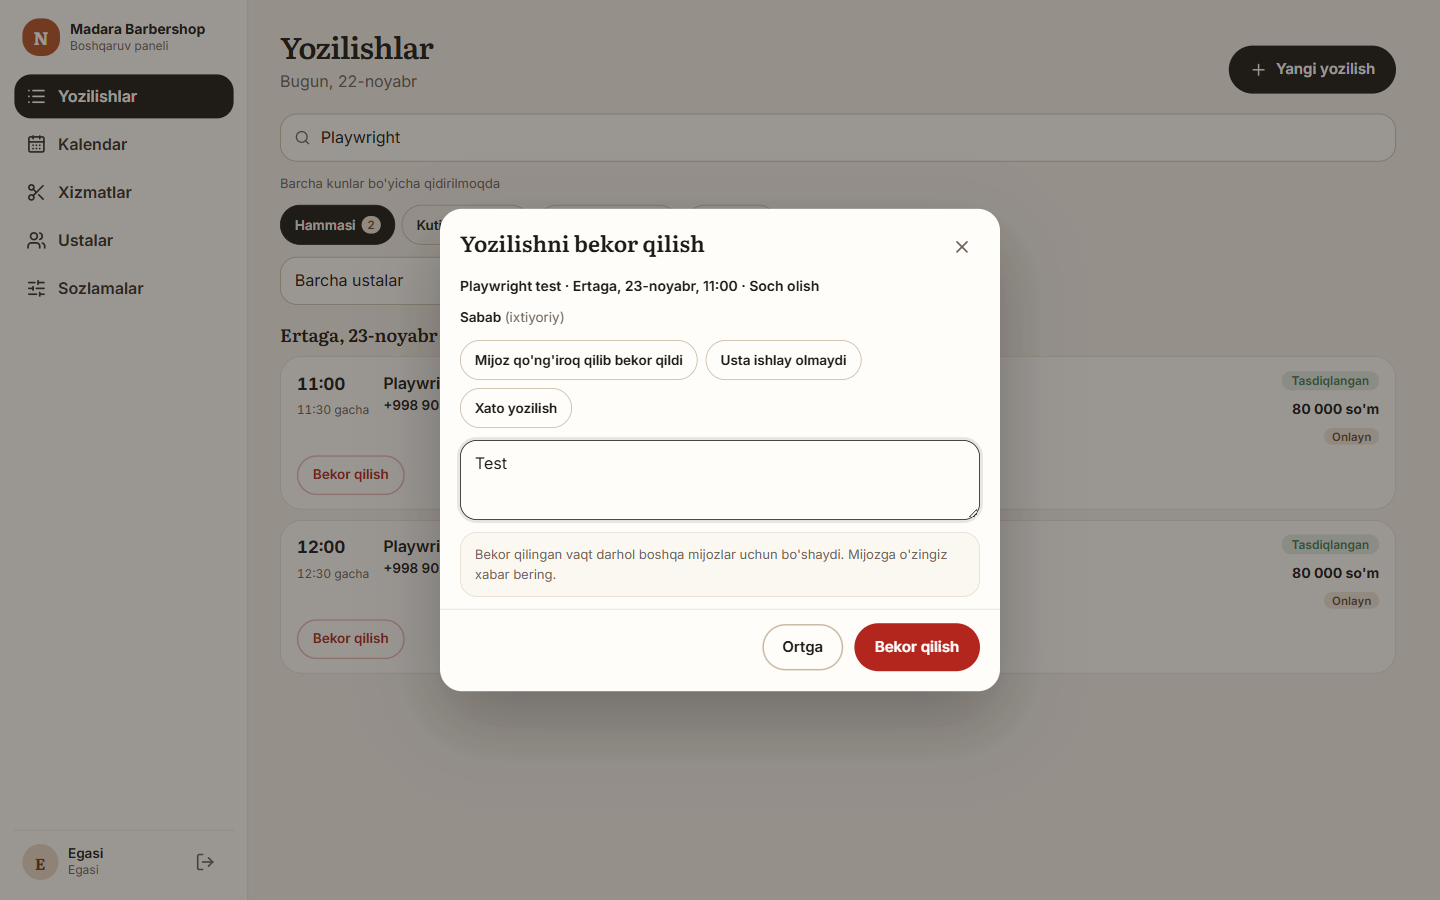 N
Madara Barbershop
Boshqaruv paneli
Yozilishlar
Kalendar
Xizmatlar
Ustalar
Sozlamalar
E
Egasi
Egasi
Yozilishlar
Bugun, 22-noyabr
Yangi yozilish
Playwright
Barcha kunlar bo'yicha qidirilmoqda
Hammasi 2
Barcha ustalar
Ertaga, 23-noyabr
11:00
11:30 gacha
+998 90
Tasdiqlangan
80 000 so'm
Onlayn
Bekor qilish
12:00
12:30 gacha
+998 90
Tasdiqlangan
80 000 so'm
Onlayn
Bekor qilish
Yozilishni bekor qilish
Playwright test · Ertaga, 23-noyabr, 11:00 · Soch olish
Sabab (ixtiyoriy)
Mijoz qo'ng'iroq qilib bekor qildi
Usta ishlay olmaydi
Xato yozilish
Test
Bekor qilingan vaqt darhol boshqa mijozlar uchun bo'shaydi. Mijozga o'zingiz
xabar bering.
Ortga
Bekor qilish